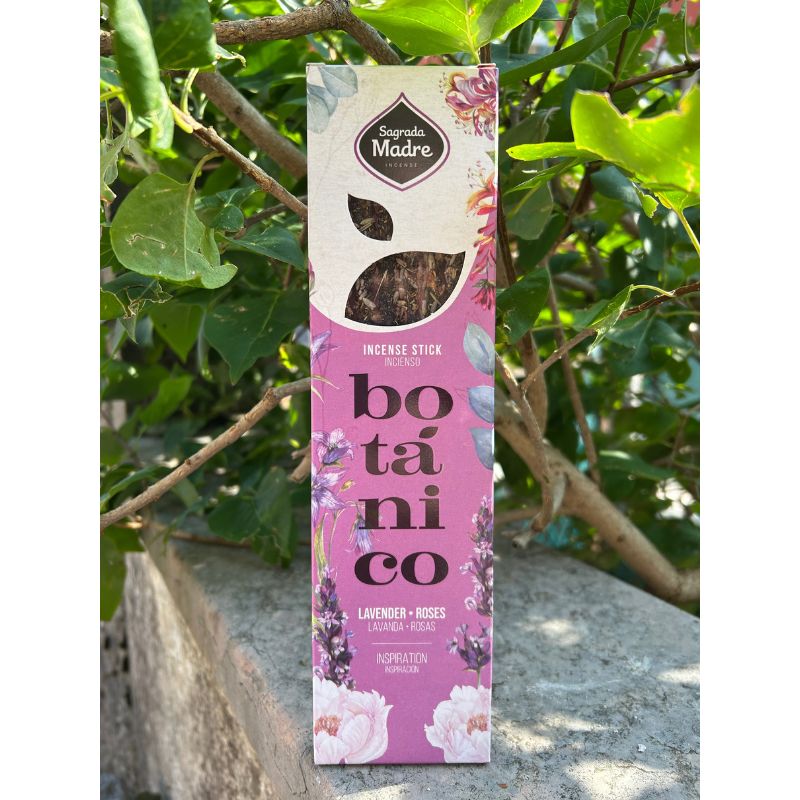 Sagrada
Madre
INCENSE
INCENSE STICK
INCIENSO
bo
tá
ni
co
LAVENDER • ROSES
LAVANDA • ROSAS
INSPIRATION
INSPIRACIÓN